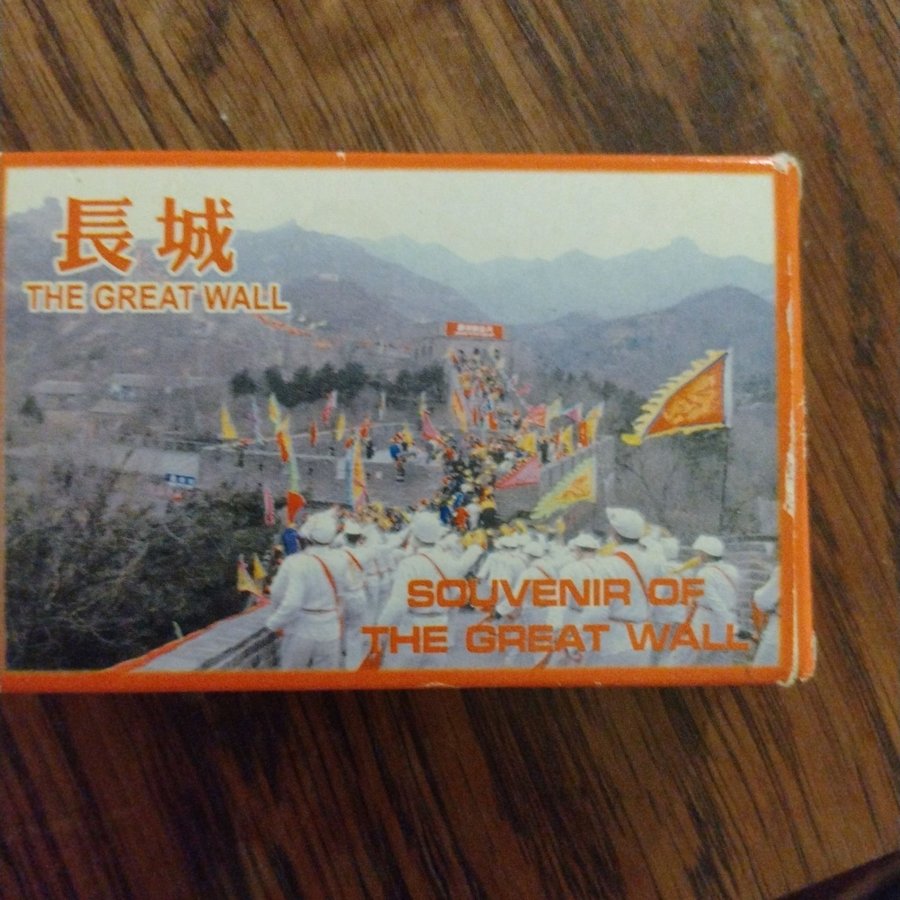 長城
THE GREAT WALL
SOUVENIR OF
THE GREAT WALL